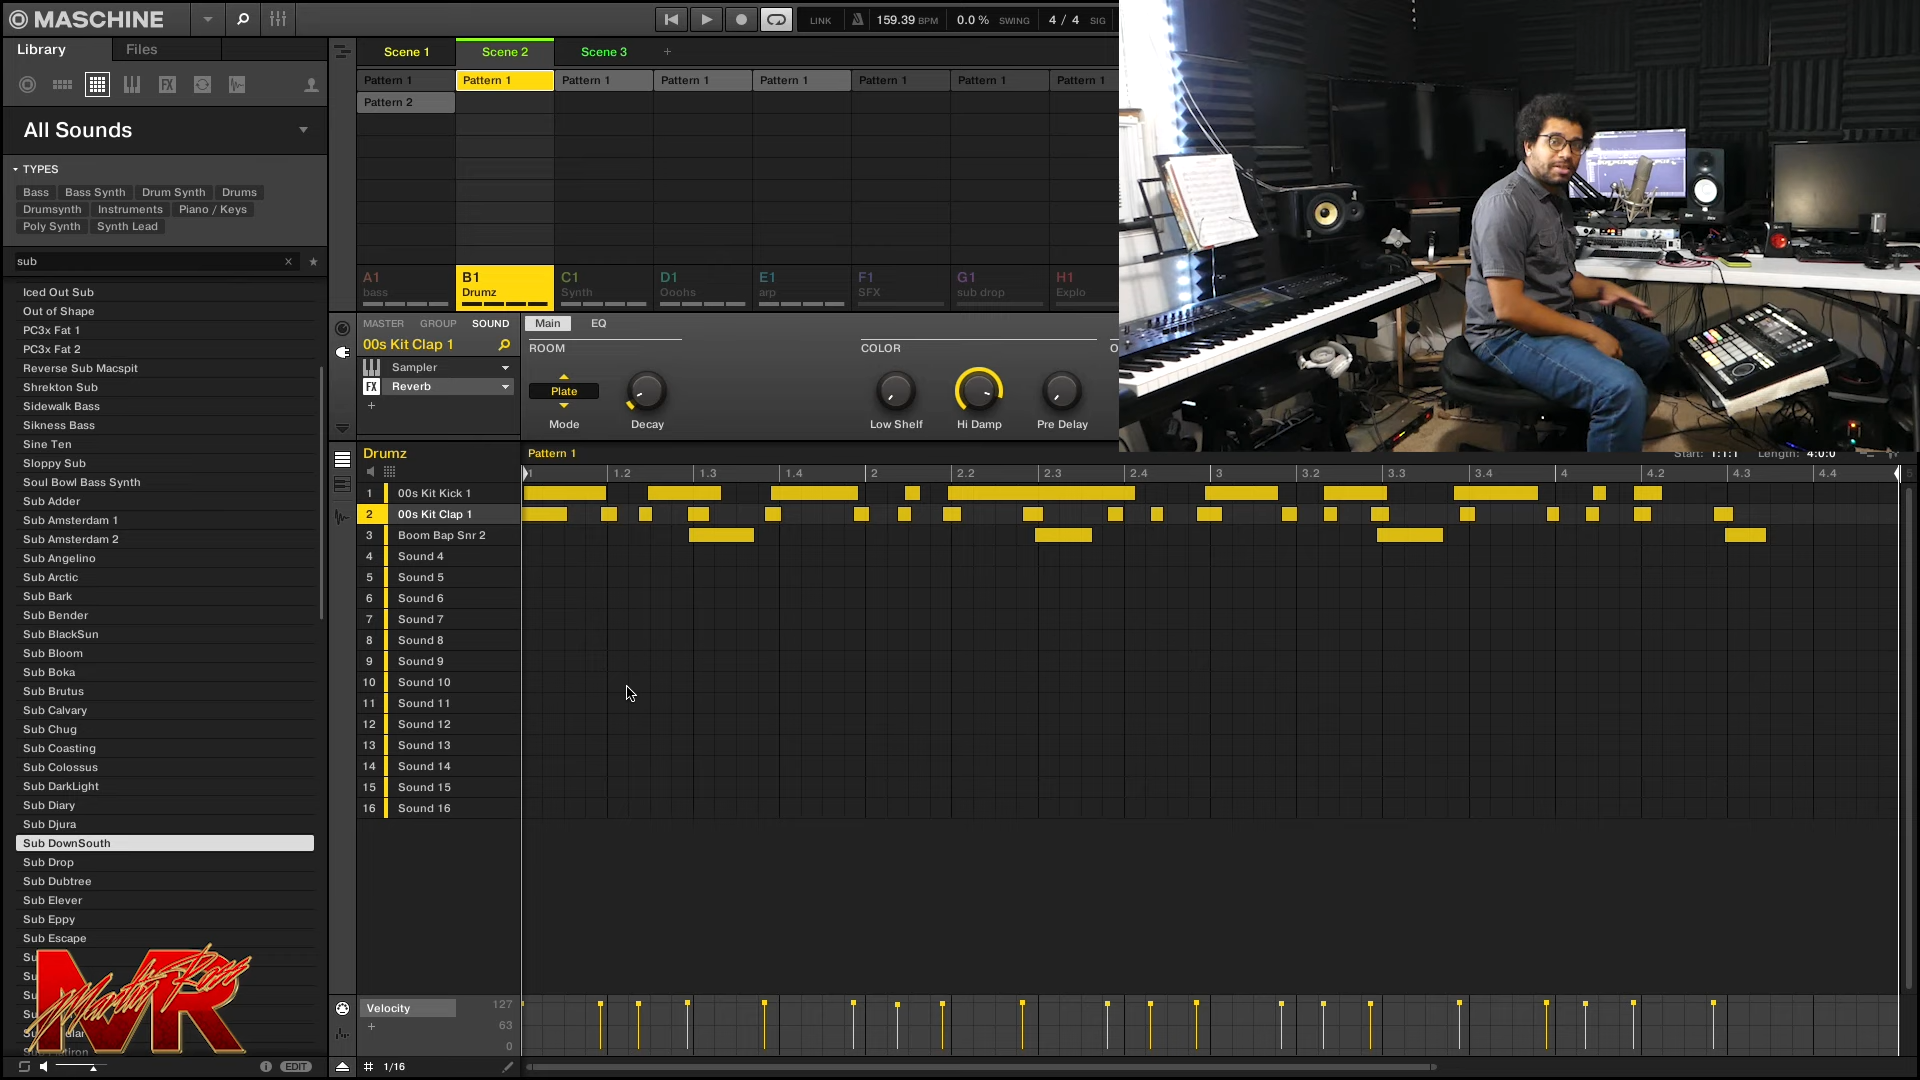 MASCHINE
LINK 159.39 BPM 0.0 % SWING 4 / 4 SIG
Library Files
All Sounds
TYPES
Bass Bass Synth Drum Synth Drums
Drumsynth Instruments Piano / Keys
Poly Synth Synth Lead
sub x
Iced Out Sub
Out of Shape
PC3x Fat 1
PC3x Fat 2
Reverse Sub Macspit
Shrekton Sub
Sidewalk Bass
Sikness Bass
Sine Ten
Sloppy Sub
Soul Bowl Bass Synth
Sub Adder
Sub Amsterdam 1
Sub Amsterdam 2
Sub Angelino
Sub Arctic
Sub Bark
Sub Bender
Sub BlackSun
Sub Bloom
Sub Boka
Sub Brutus
Sub Calvary
Sub Chug
Sub Coasting
Sub Colossus
Sub DarkLight
Sub Diary
Sub Djura
Sub DownSouth
Sub Drop
Sub Dubtree
Sub Elever
Sub Eppy
Sub Escape
MR
EDIT
Scene 1 Scene 2 Scene 3 +
Pattern 1 Pattern 1 Pattern 1 Pattern 1 Pattern 1 Pattern 1 Pattern 1 Pattern 1
Pattern 2
A1 B1 C1 D1 E1 F1 G1 H1
bass Drumz Synth Ooohs arp SFX sub drop Explo
MASTER GROUP SOUND Main EQ
00s Kit Clap 1
ROOM COLOR
Sampler
FX Reverb
+
Plate
Mode Decay Low Shelf Hi Damp Pre Delay
Drumz
Pattern 1 Start: 1:1:1 Length: 4:0:0
1 1.2 1.3 1.4 2 2.2 2.3 2.4 3 3.2 3.3 3.4 4 4.2 4.3 4.4 5
1 00s Kit Kick 1
2 00s Kit Clap 1
3 Boom Bap Snr 2
4 Sound 4
5 Sound 5
6 Sound 6
7 Sound 7
8 Sound 8
9 Sound 9
10 Sound 10
11 Sound 11
12 Sound 12
13 Sound 13
14 Sound 14
15 Sound 15
16 Sound 16
Velocity 127
+ 63
0
# 1/16